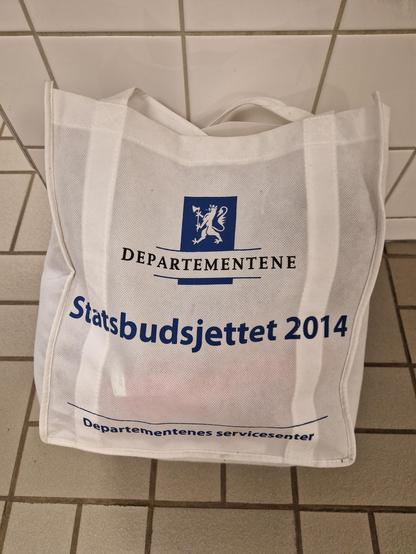 DEPARTEMENTENE
Statsbudsjettet 2014
Departementenes servicesenter